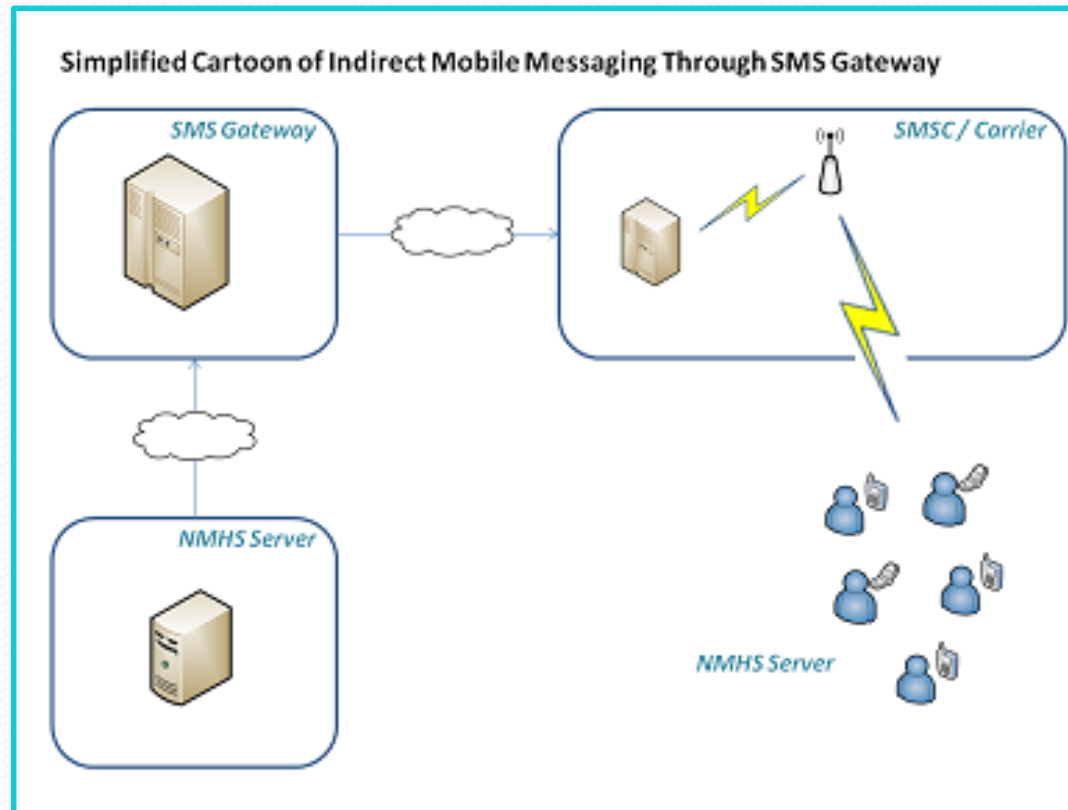 Simplified Cartoon of Indirect Mobile Messaging Through SMS Gateway
SMS Gateway
SMSC / Carrier
NMHS Server
NMHS Server